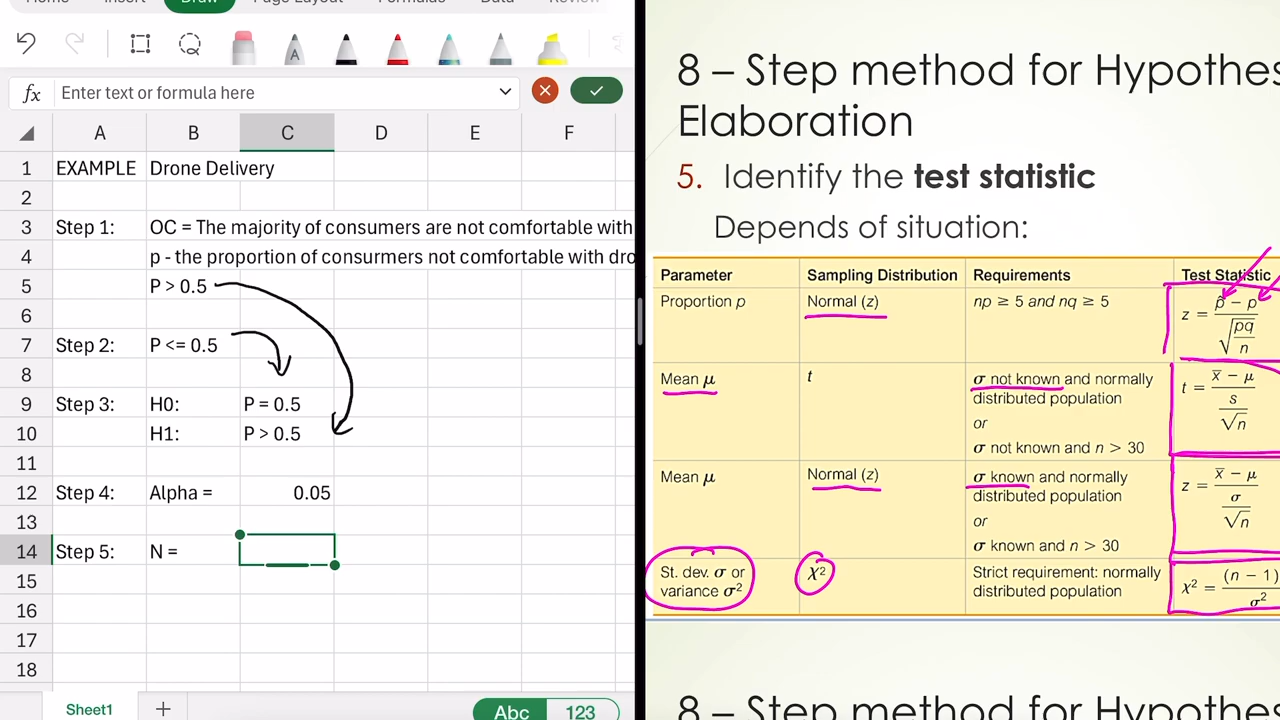 Home Insert Draw Page Layout Formulas Data Review
A
fx Enter text or formula here
A B C D E F
1 EXAMPLE Drone Delivery
2
3 Step 1: OC = The majority of consumers are not comfortable with
4 p - the proportion of consurmers not comfortable with dro
5 P > 0.5
6
7 Step 2: P <= 0.5
8
9 Step 3: H0: P = 0.5
10 H1: P > 0.5
11
12 Step 4: Alpha = 0.05
13
14 Step 5: N =
15
16
17
18
Sheet1 + Abc 123
8 – Step method for Hypothes
Elaboration
5. Identify the test statistic
Depends of situation:
Parameter Sampling Distribution Requirements Test Statistic
Proportion p Normal (z) np ≥ 5 and nq ≥ 5 z = p̂ − p / √(pq/n)
Mean μ t σ not known and normally distributed population or σ not known and n > 30 t = x̄ − μ / (s/√n)
Mean μ Normal (z) σ known and normally distributed population or σ known and n > 30 z = x̄ − μ / (σ/√n)
St. dev. σ or variance σ² χ² Strict requirement: normally distributed population χ² = (n − 1) / σ²
8 – Step method for Hypothes